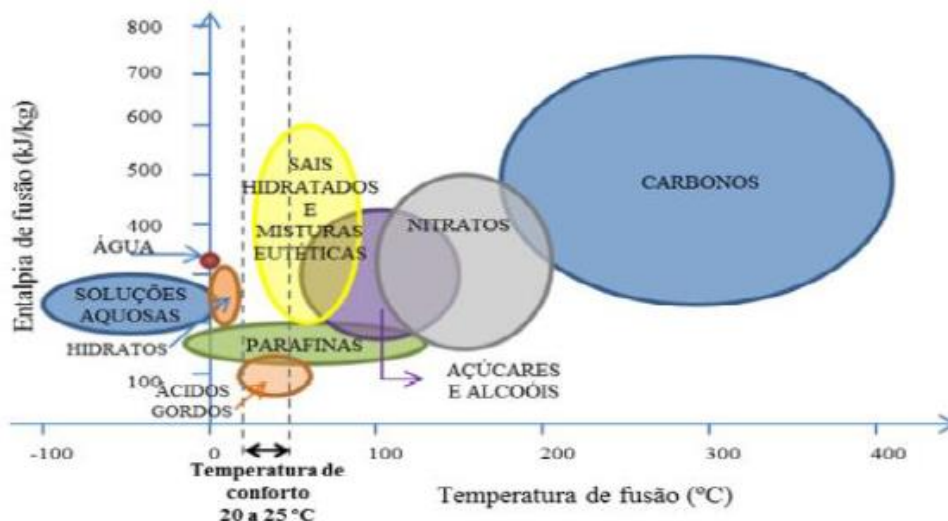 Entalpia de fusão (kJ/kg)
800
700
600
500
400
100
ÁGUA
SOLUÇÕES
AQUOSAS
HIDRATOS
ÁCIDOS
GORDOS
SAIS
HIDRATADOS
E
MISTURAS
EUTÉTICAS
PARAFINAS
NITRATOS
AÇÚCARES
E ALCOÓIS
CARBONOS
-100
0
100
200
300
400
Temperatura de
conforto
20 a 25 °C
Temperatura de fusão (ºC)